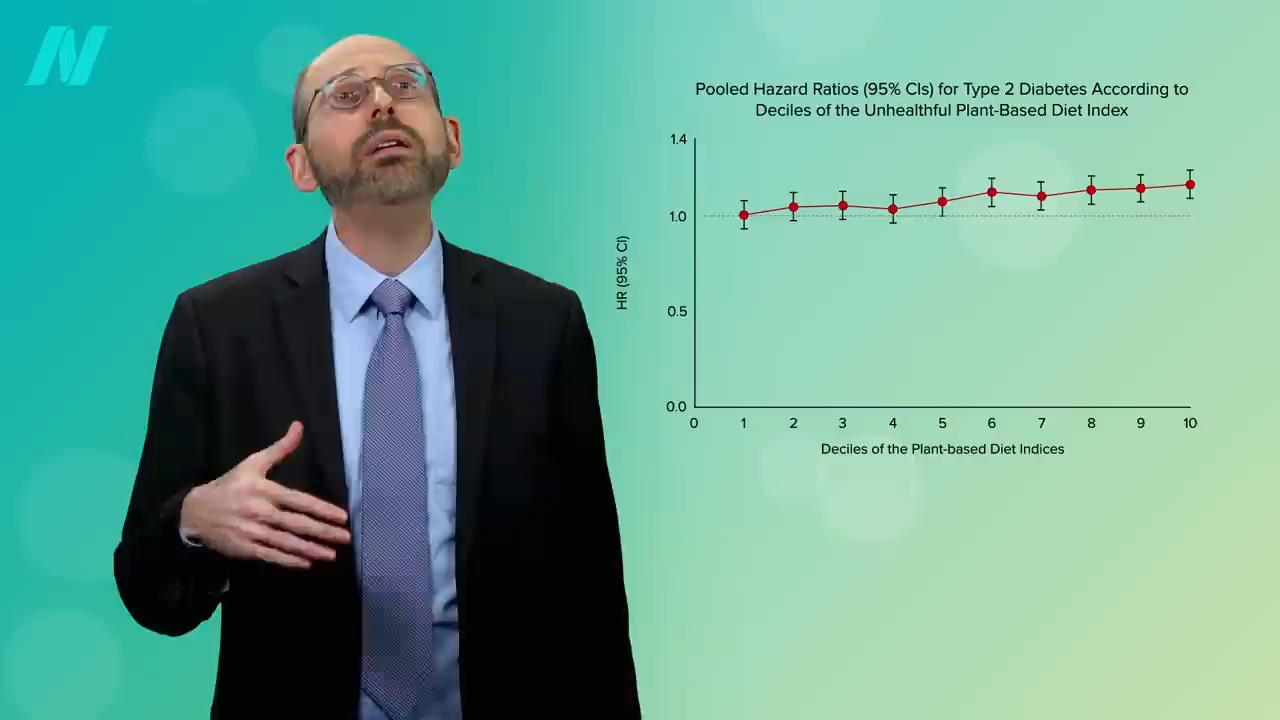 Pooled Hazard Ratios (95% CIs) for Type 2 Diabetes According to
Deciles of the Unhealthful Plant-Based Diet Index
1.4
1.0
0.5
0.0
HR (95% CI)
0 1 2 3 4 5 6 7 8 9 10
Deciles of the Plant-based Diet Indices